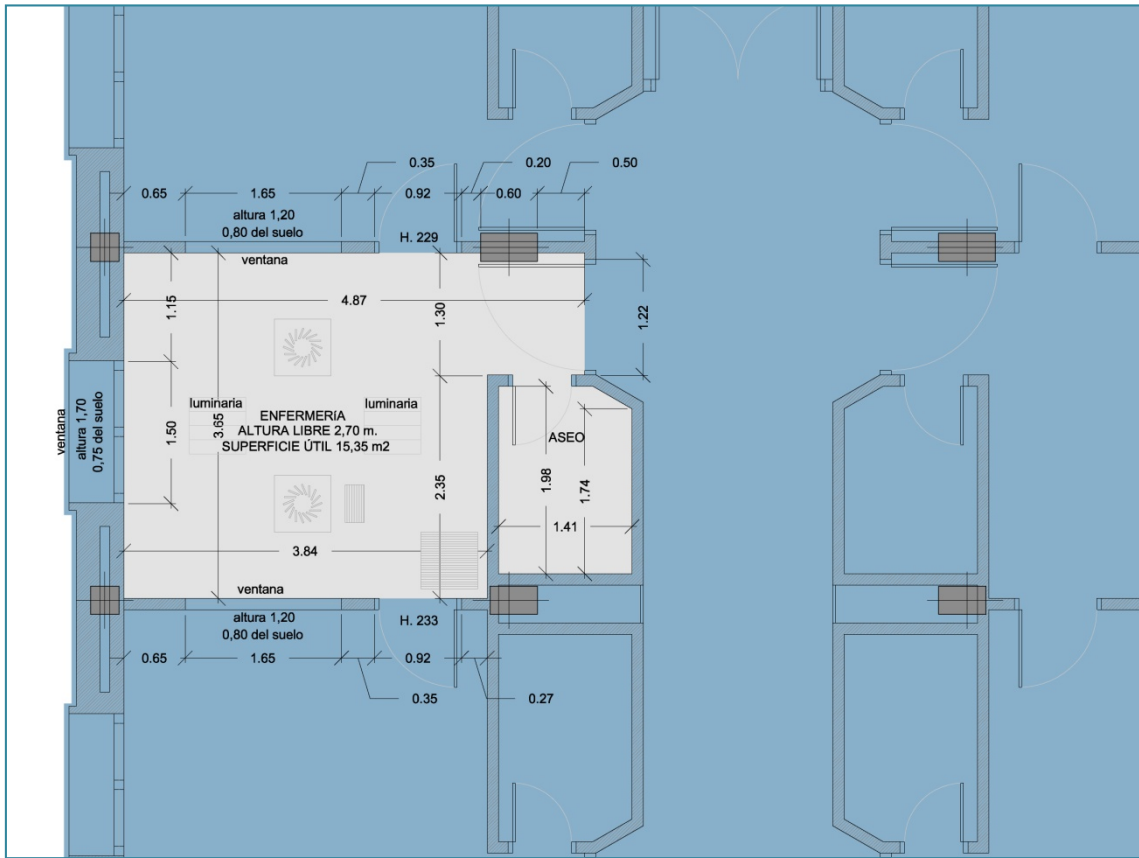 0.35
0.20
0.50
0.65
1.65
0.92
0.60
altura 1,20
0,80 del suelo
H. 229
ventana
4.87
1.15
1.30
1.22
ventana
altura 1,70
0,75 del suelo
1.50
3.65
luminaria
luminaria
ENFERMERÍA
ALTURA LIBRE 2,70 m.
SUPERFICIE ÚTIL 15,35 m2
ASEO
2.35
1.98
1.74
1.41
3.84
ventana
altura 1,20
0,80 del suelo
H. 233
0.65
1.65
0.92
0.35
0.27